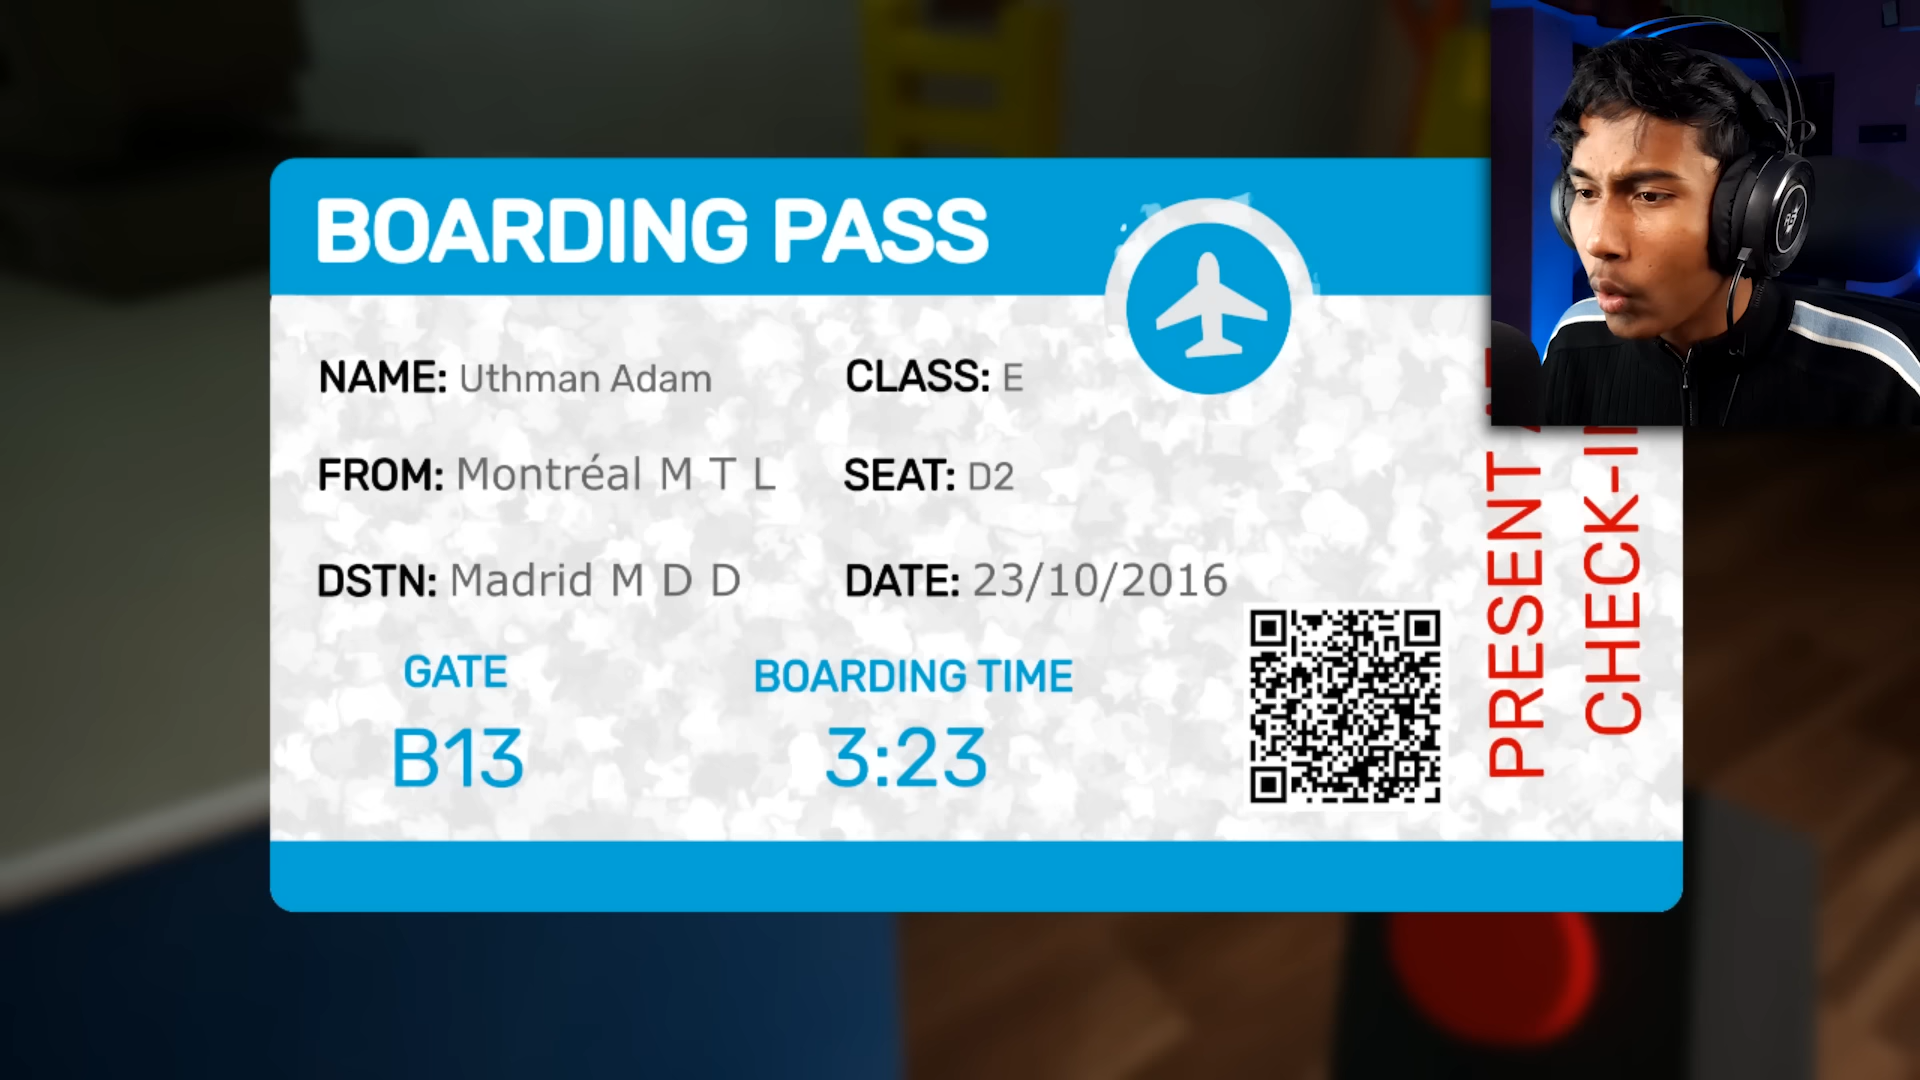 BOARDING PASS
NAME: Uthman Adam
CLASS: E
FROM: Montréal M T L
SEAT: D2
DSTN: Madrid M D D
DATE: 23/10/2016
GATE
B13
BOARDING TIME
3:23
PRESENT
CHECK-IN